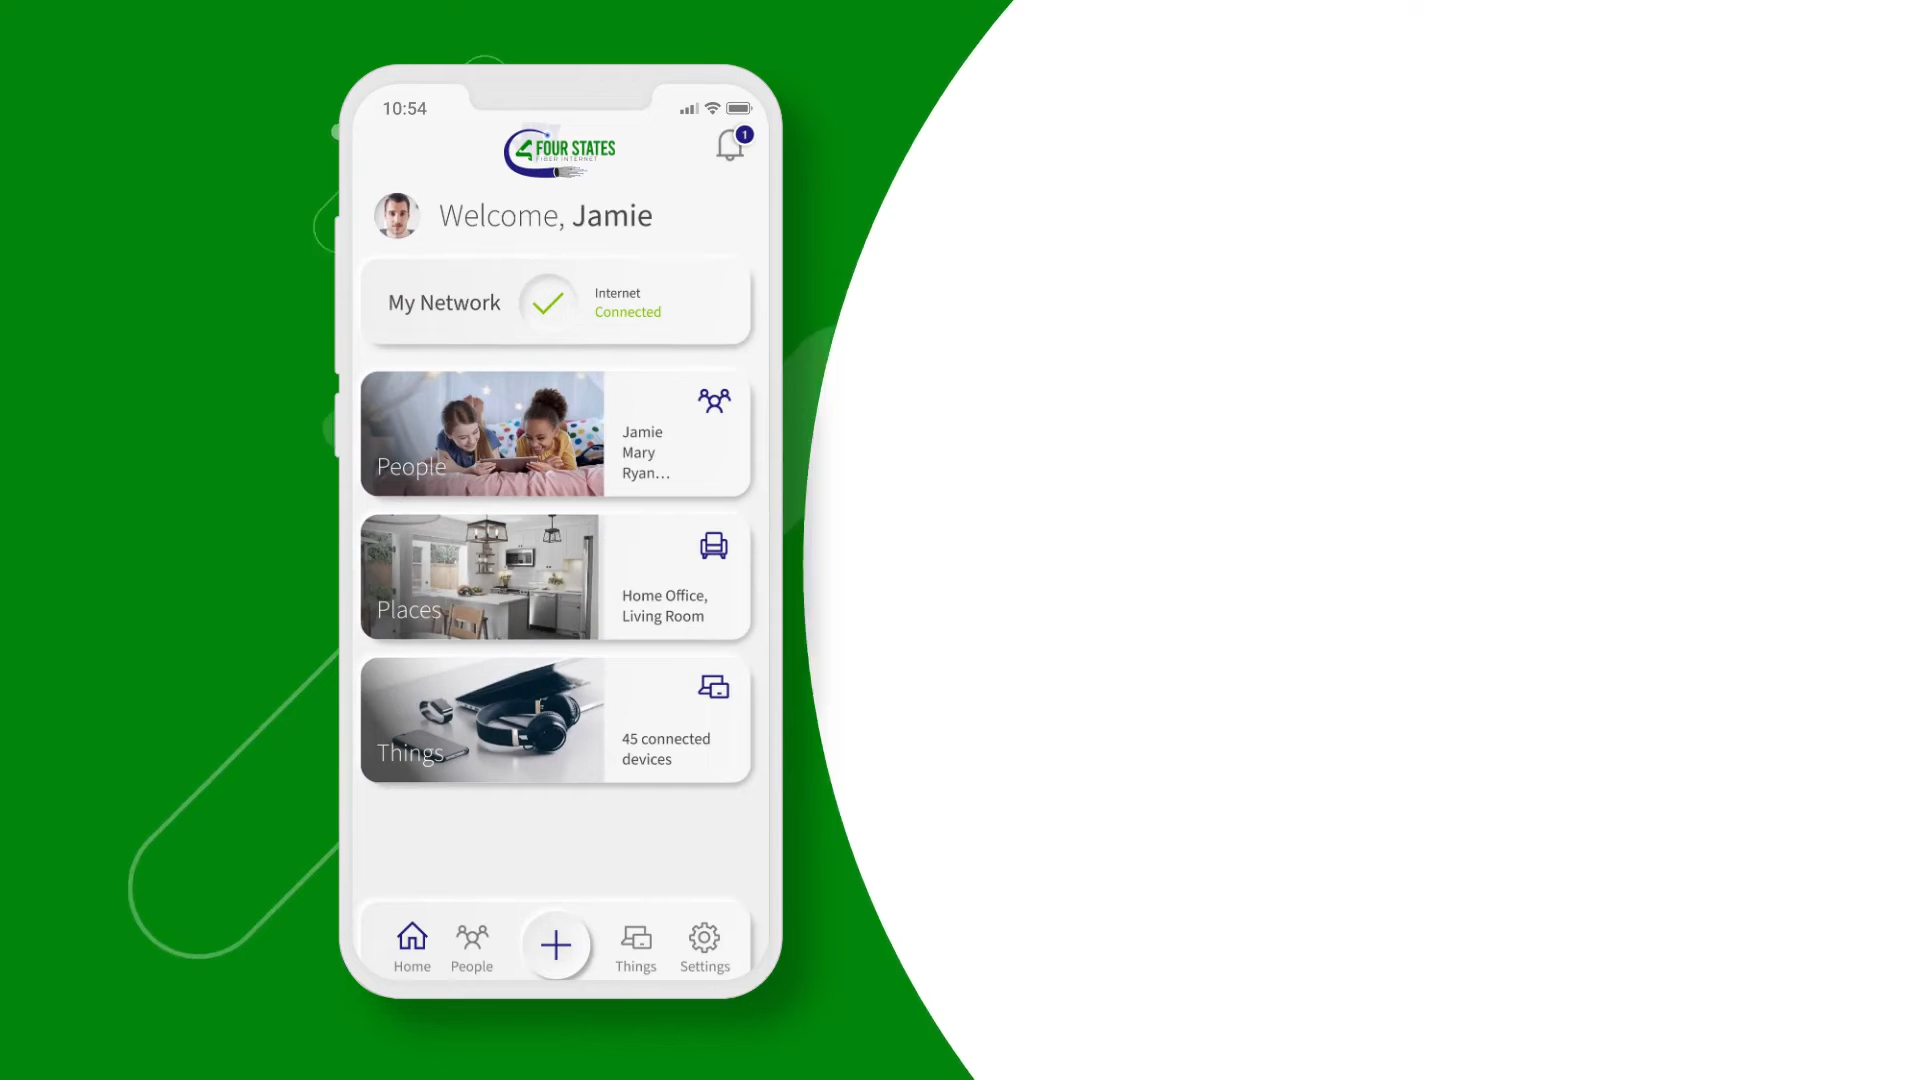 10:54
1
FOUR STATES
FIBER INTERNET
Welcome, Jamie
My Network
Internet
Connected
People
Jamie
Mary
Ryan...
Places
Home Office,
Living Room
Things
45 connected
devices
Home
People
Things
Settings